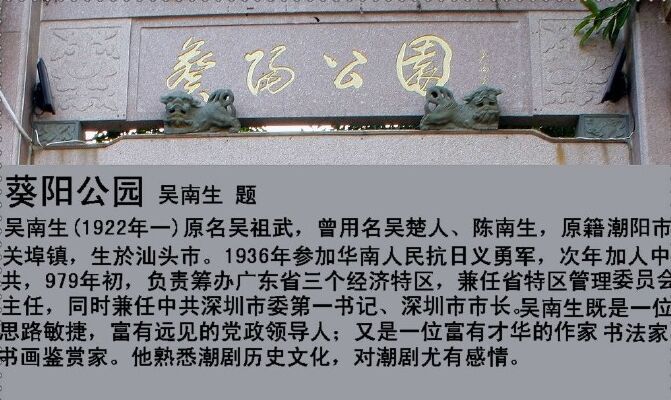 葵陽公園
葵阳公园 吴南生 题
吴南生(1922年一)原名吴祖武，曾用名吴楚人、陈南生，原籍潮阳市
关埠镇，生於汕头市。1936年参加华南人民抗日义勇军，次年加人中
共，979年初，负责筹办广东省三个经济特区，兼任省特区管理委员会
主任，同时兼任中共深圳市委第一书记、深圳市市长。吴南生既是一位
思路敏捷，富有远见的党政领导人；又是一位富有才华的作家 书法家
书画鉴赏家。他熟悉潮剧历史文化，对潮剧尤有感情。